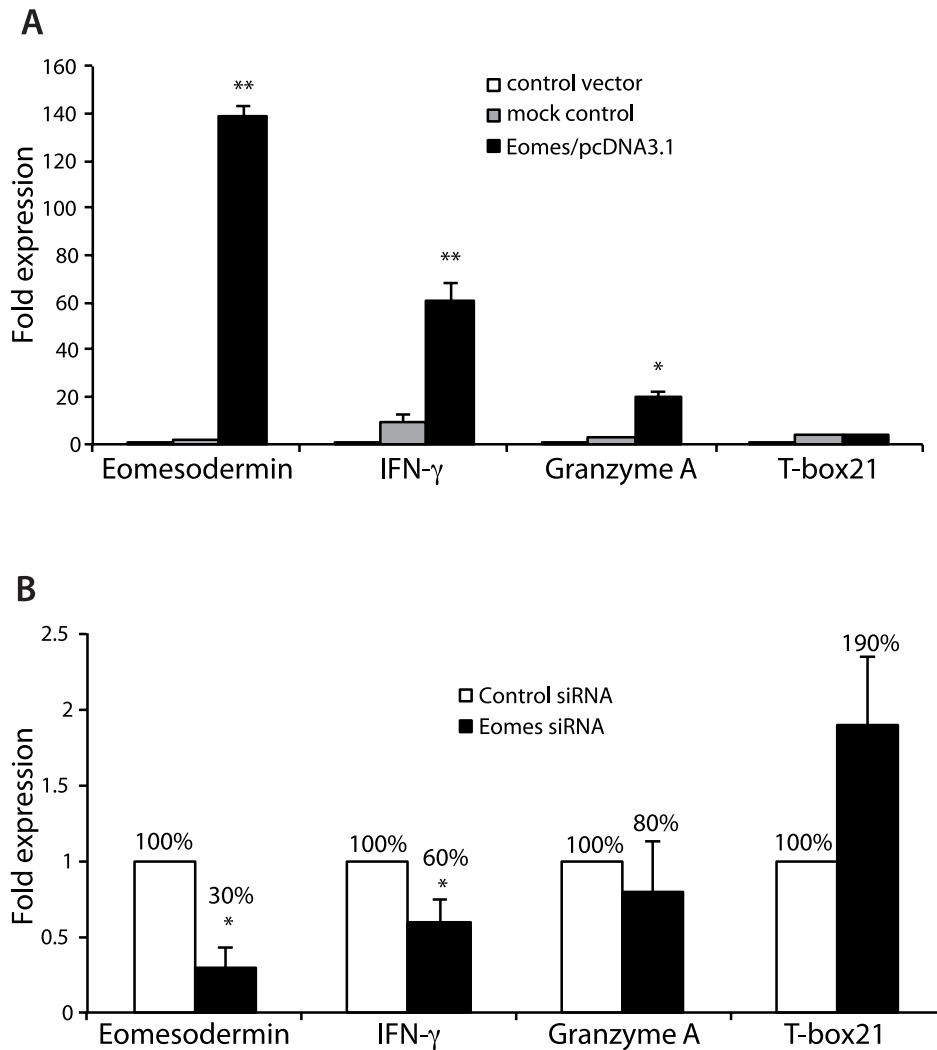 A
160
140
120
100
80
60
40
20
0
Fold expression
control vector
mock control
Eomes/pcDNA3.1
**
**
*
Eomesodermin IFN-γ Granzyme A T-box21
B
2.5
2
1.5
1
0.5
0
Fold expression
Control siRNA
Eomes siRNA
100%
30%
*
100%
60%
*
100%
80%
100%
190%
Eomesodermin IFN-γ Granzyme A T-box21